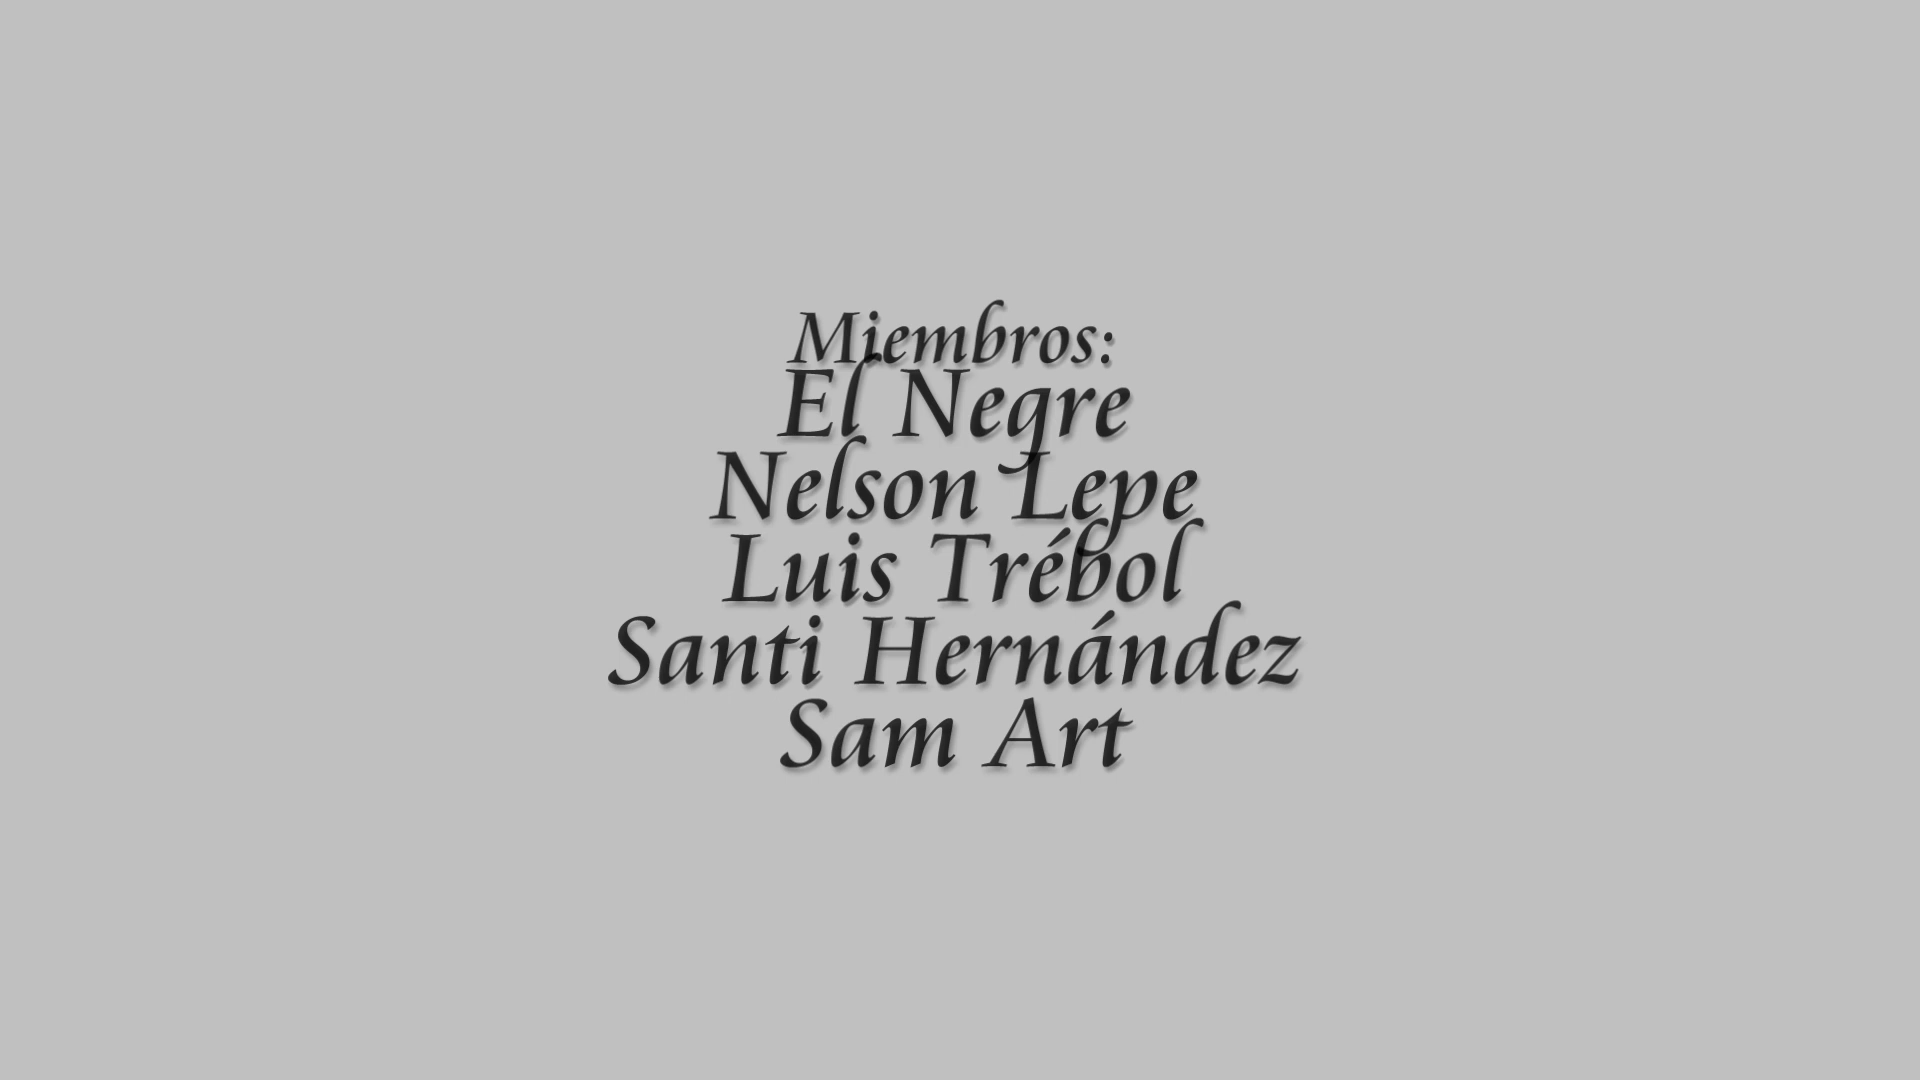 Miembros:
El Negre
Nelson Lepe
Luis Trébol
Santi Hernández
Sam Art